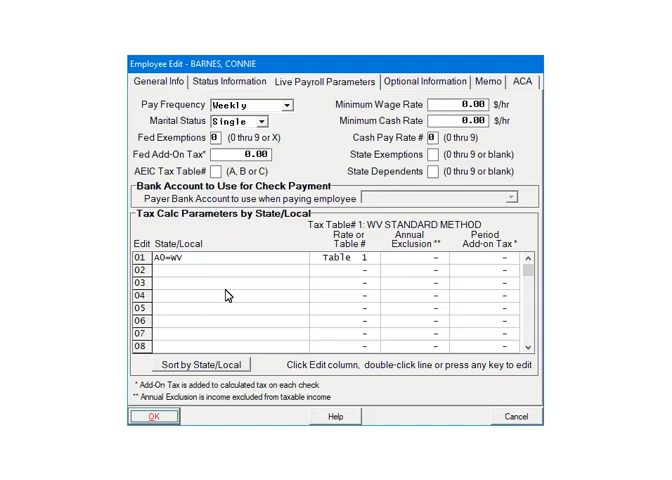 Employee Edit - BARNES, CONNIE
General Info Status Information Live Payroll Parameters Optional Information Memo ACA
Pay Frequency Weekly Minimum Wage Rate 0.00 $/hr
Marital Status Single Minimum Cash Rate 0.00 $/hr
Fed Exemptions 0 (0 thru 9 or X) Cash Pay Rate # 0 (0 thru 9)
Fed Add-On Tax* 0.00 State Exemptions (0 thru 9 or blank)
AEIC Tax Table# (A, B or C) State Dependents (0 thru 9 or blank)
Bank Account to Use for Check Payment
Payer Bank Account to use when paying employee
Tax Calc Parameters by State/Local
Tax Table# 1: WV STANDARD METHOD
Rate or Annual Period
Edit State/Local Table # Exclusion ** Add-on Tax *
01 AO=WV Table 1 - -
02 - - -
03 - - -
04 - - -
05 - - -
06 - - -
07 - - -
08 - - -
Sort by State/Local Click Edit column, double-click line or press any key to edit
* Add-On Tax is added to calculated tax on each check
** Annual Exclusion is income excluded from taxable income
OK Help Cancel